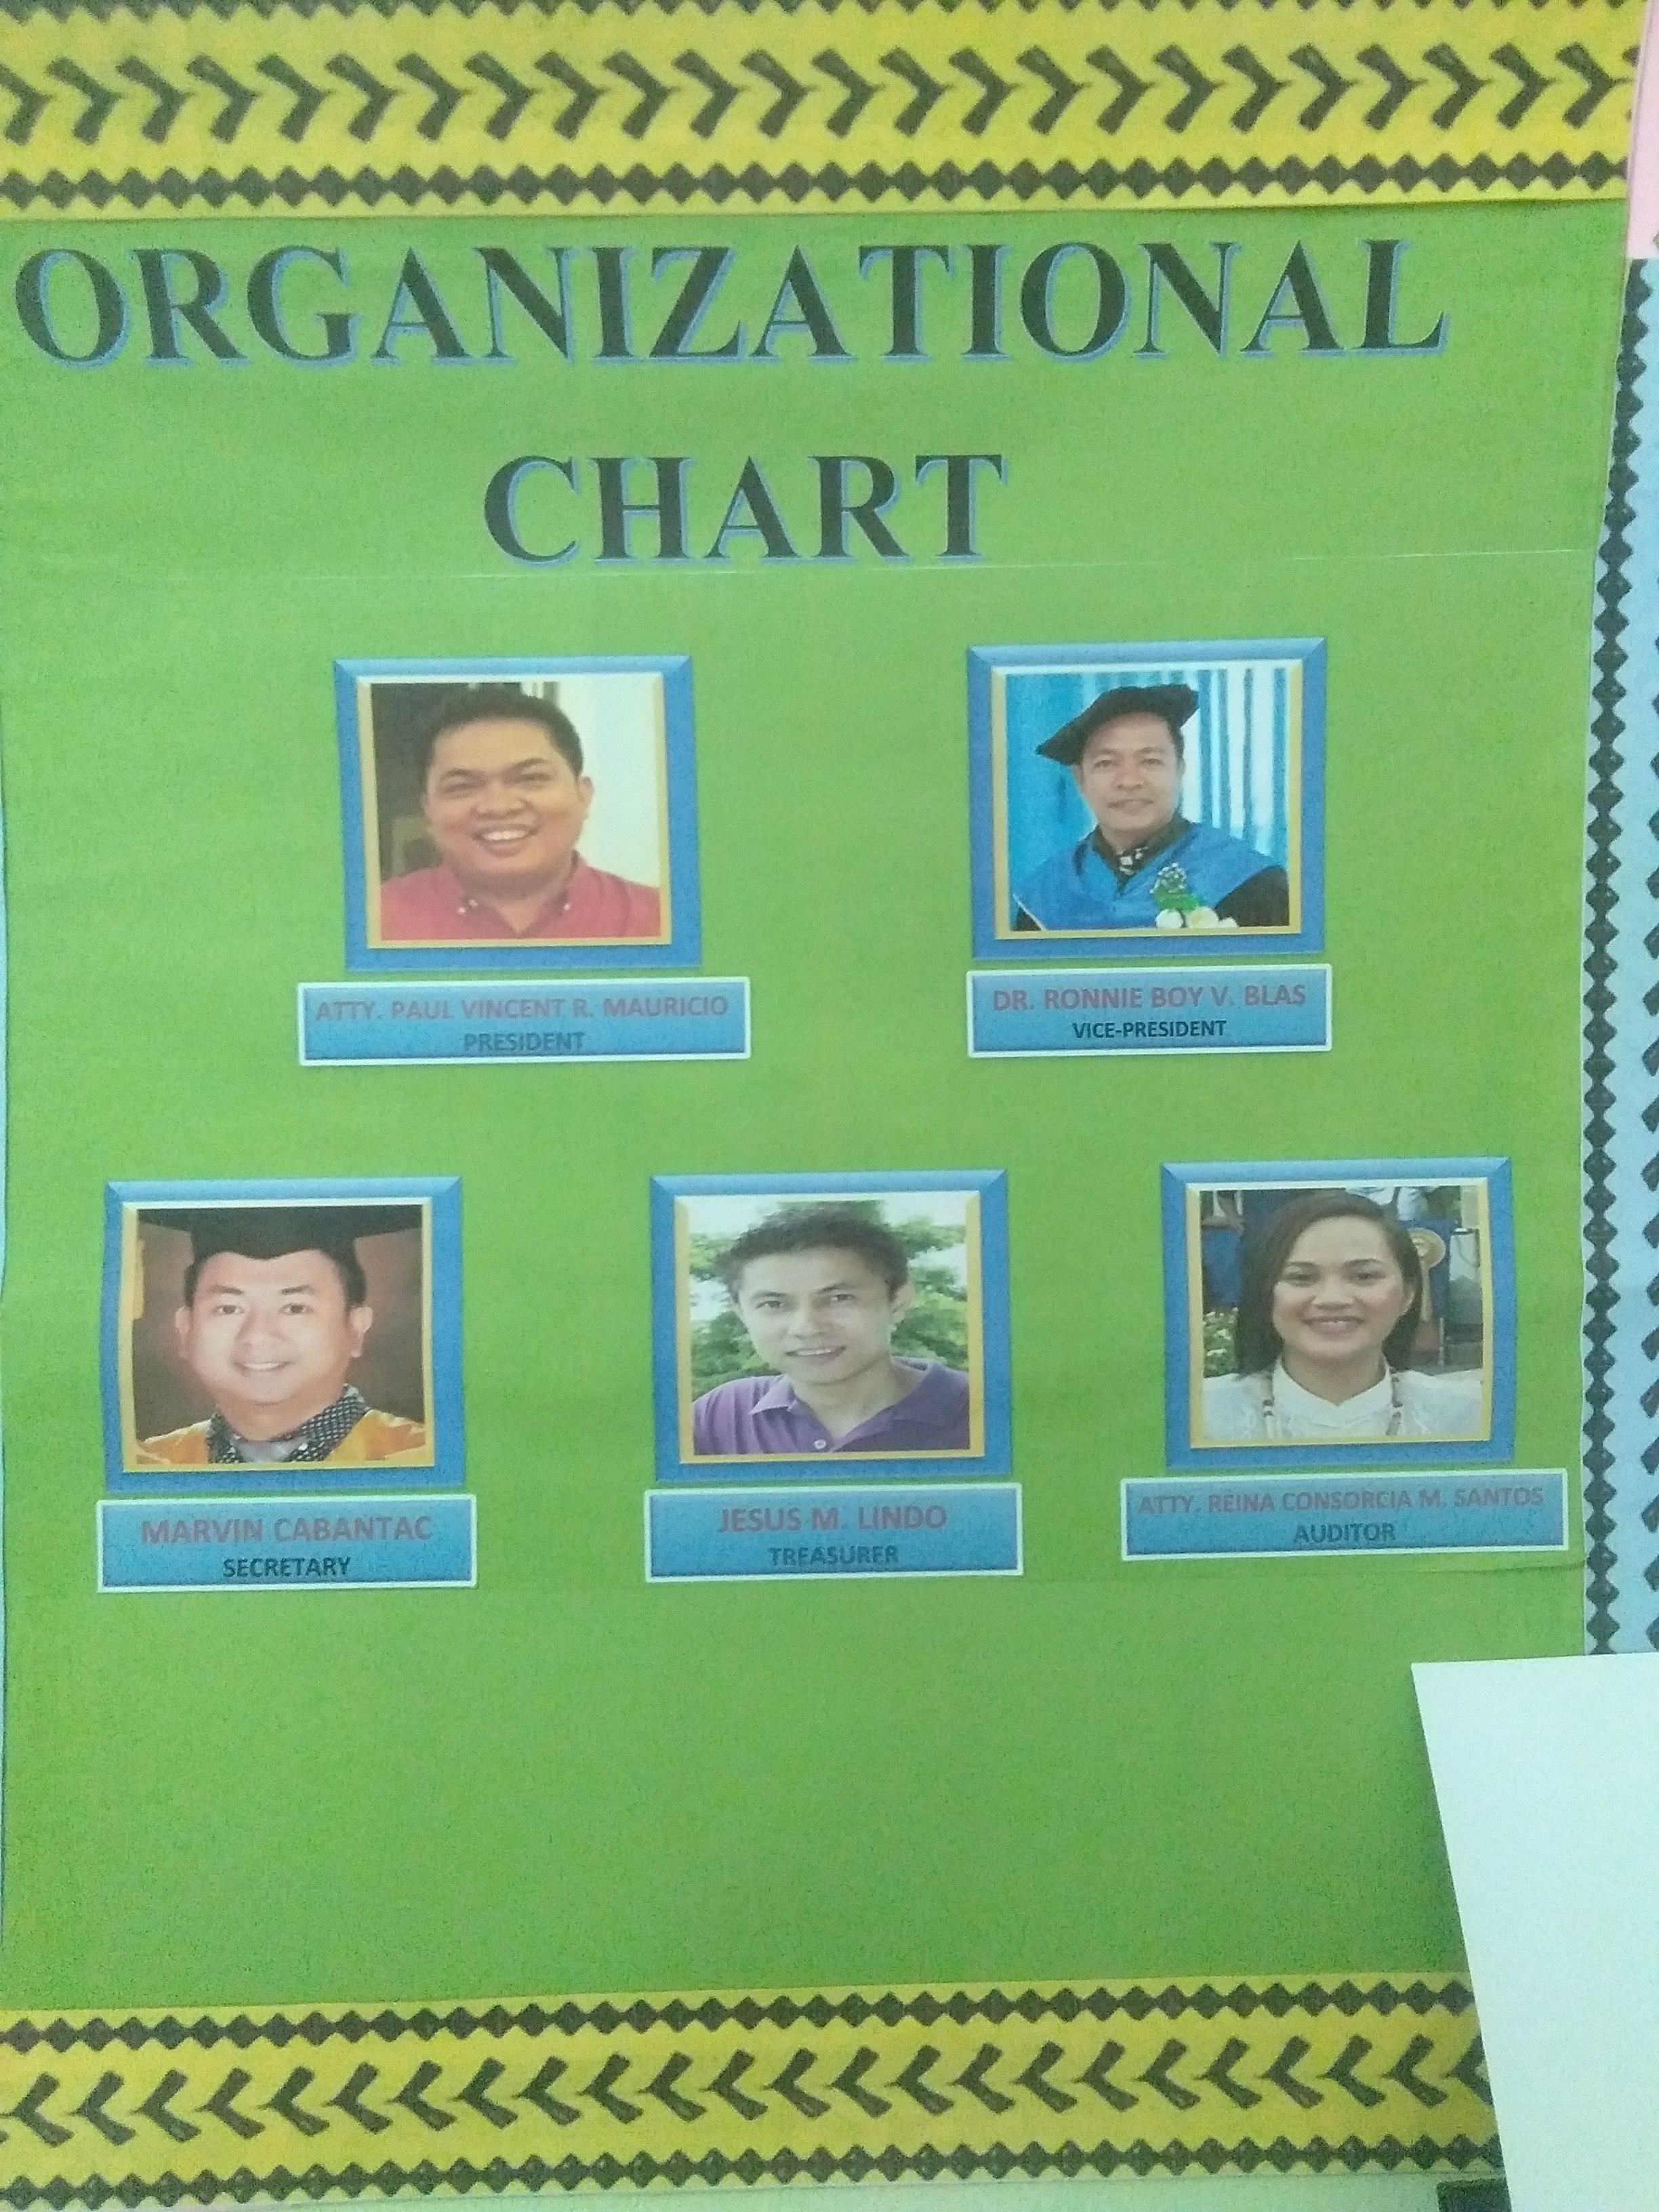 ORGANIZATIONAL
CHART
ATTY. PAUL VINCENT R. MAURICIO
PRESIDENT
DR. RONNIE BOY V. BLAS
VICE-PRESIDENT
MARVIN CABANTAC
SECRETARY
JESUS M. LINDO
TREASURER
ATTY. REINA CONSORCIA M. SANTOS
AUDITOR